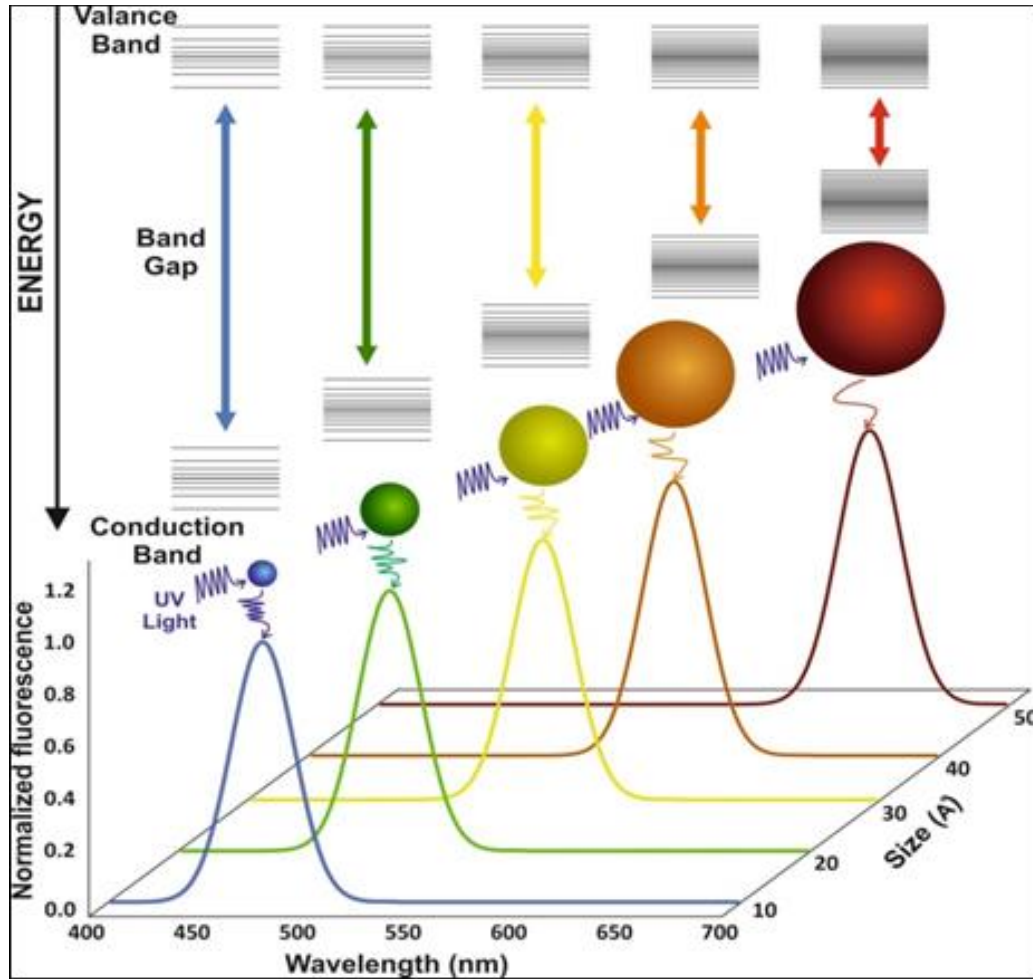 Valance
Band
ENERGY
Band
Gap
Conduction
Band
UV
Light
Normalized fluorescence
1.2
1.0
0.8
0.6
0.4
0.2
0.0
400
450
500
550
600
650
700
Wavelength (nm)
10
20
30
40
50
Size (A)